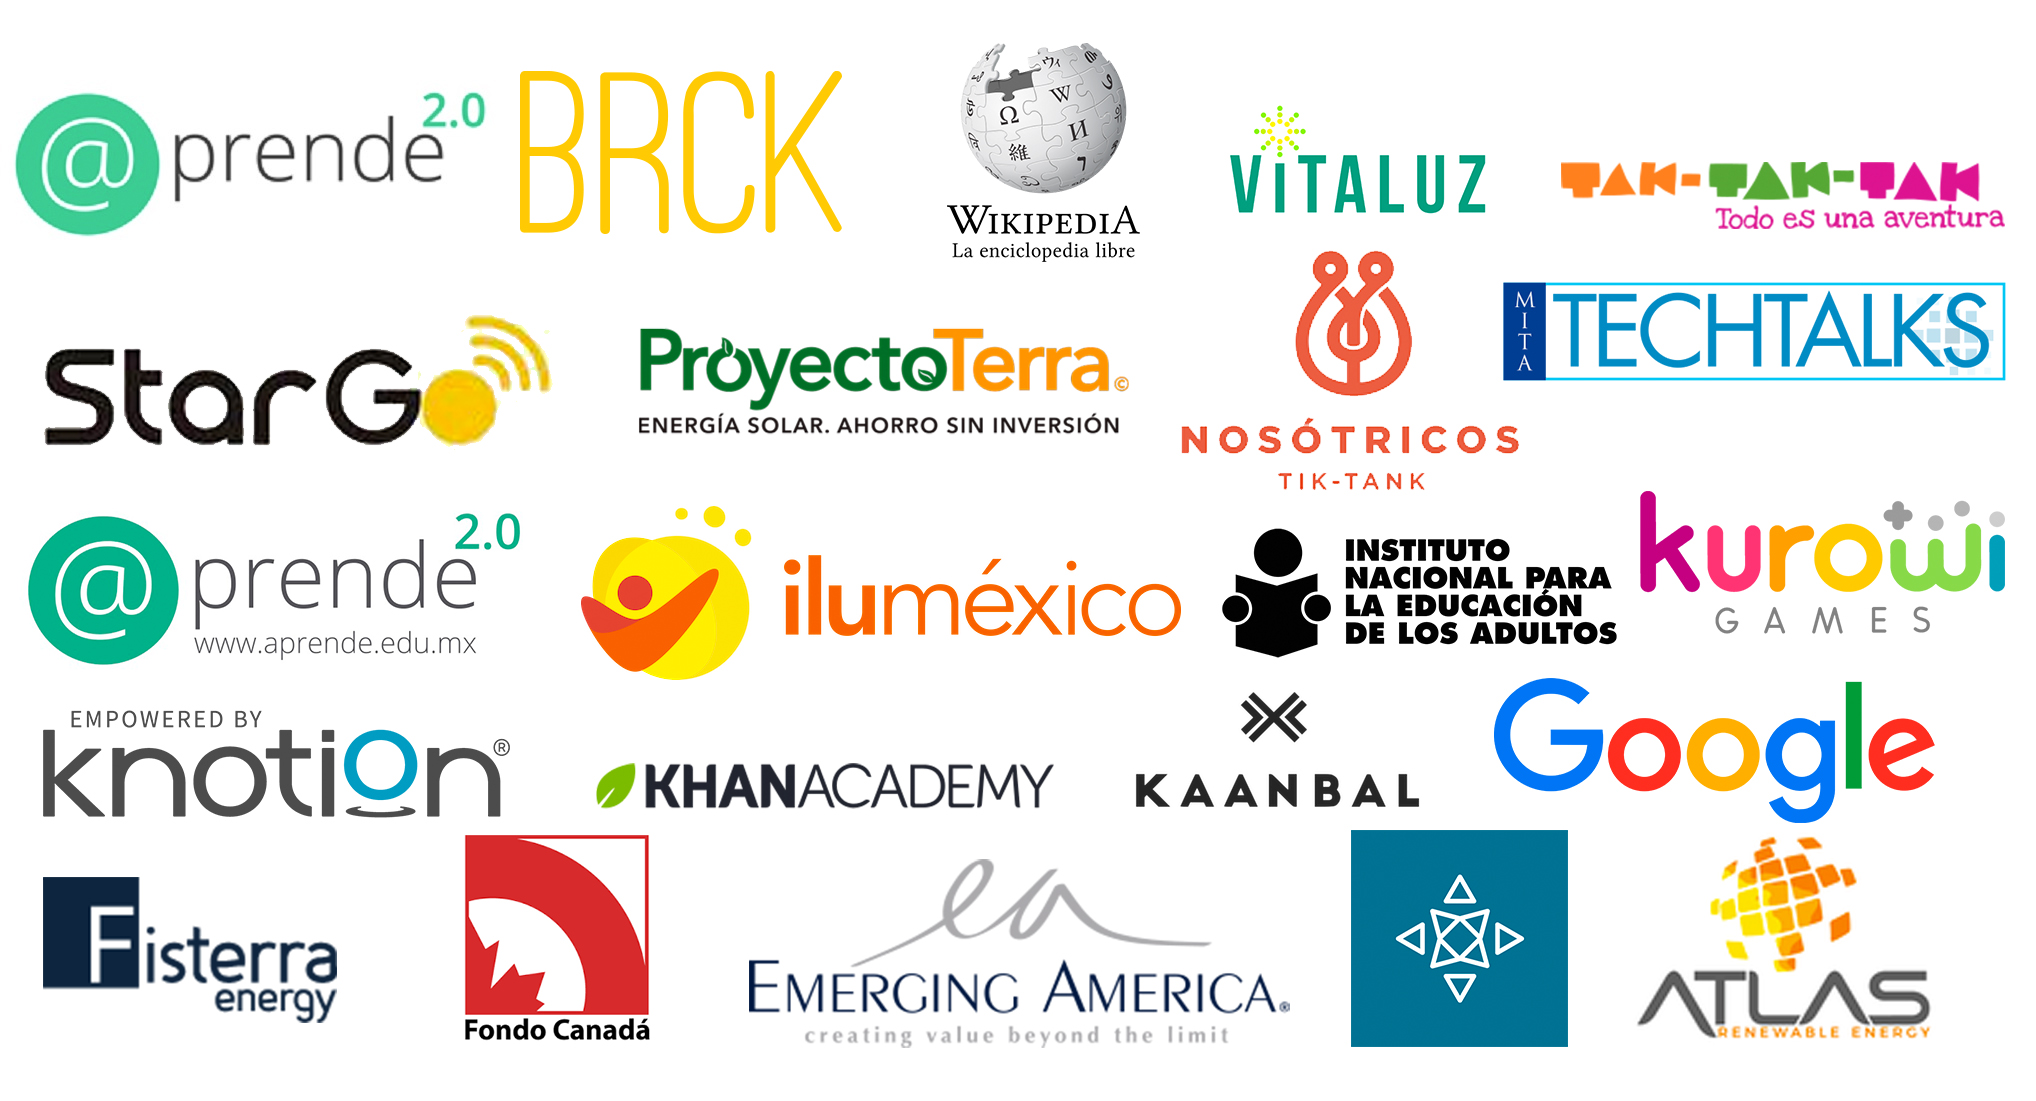 @prende 2.0
BRCK
Ω W И 維
WIKIPEDIA
La enciclopedia libre
ViTALUZ
TAK-TAK-TAK
Todo es una aventura
StarGo
ProyectoTerra©
ENERGÍA SOLAR. AHORRO SIN INVERSIÓN
NOSÓTRICOS
TIK-TANK
MITA TECHTALKS
@prende 2.0
www.aprende.edu.mx
iluméxico
INSTITUTO
NACIONAL PARA
LA EDUCACIÓN
DE LOS ADULTOS
kurowi
GAMES
EMPOWERED BY
knotion®
KHANACADEMY
KAANBAL
Google
Fisterra
energy
Fondo Canadá
ea
EMERGING AMERICA®
creating value beyond the limit
ATLAS
RENEWABLE ENERGY